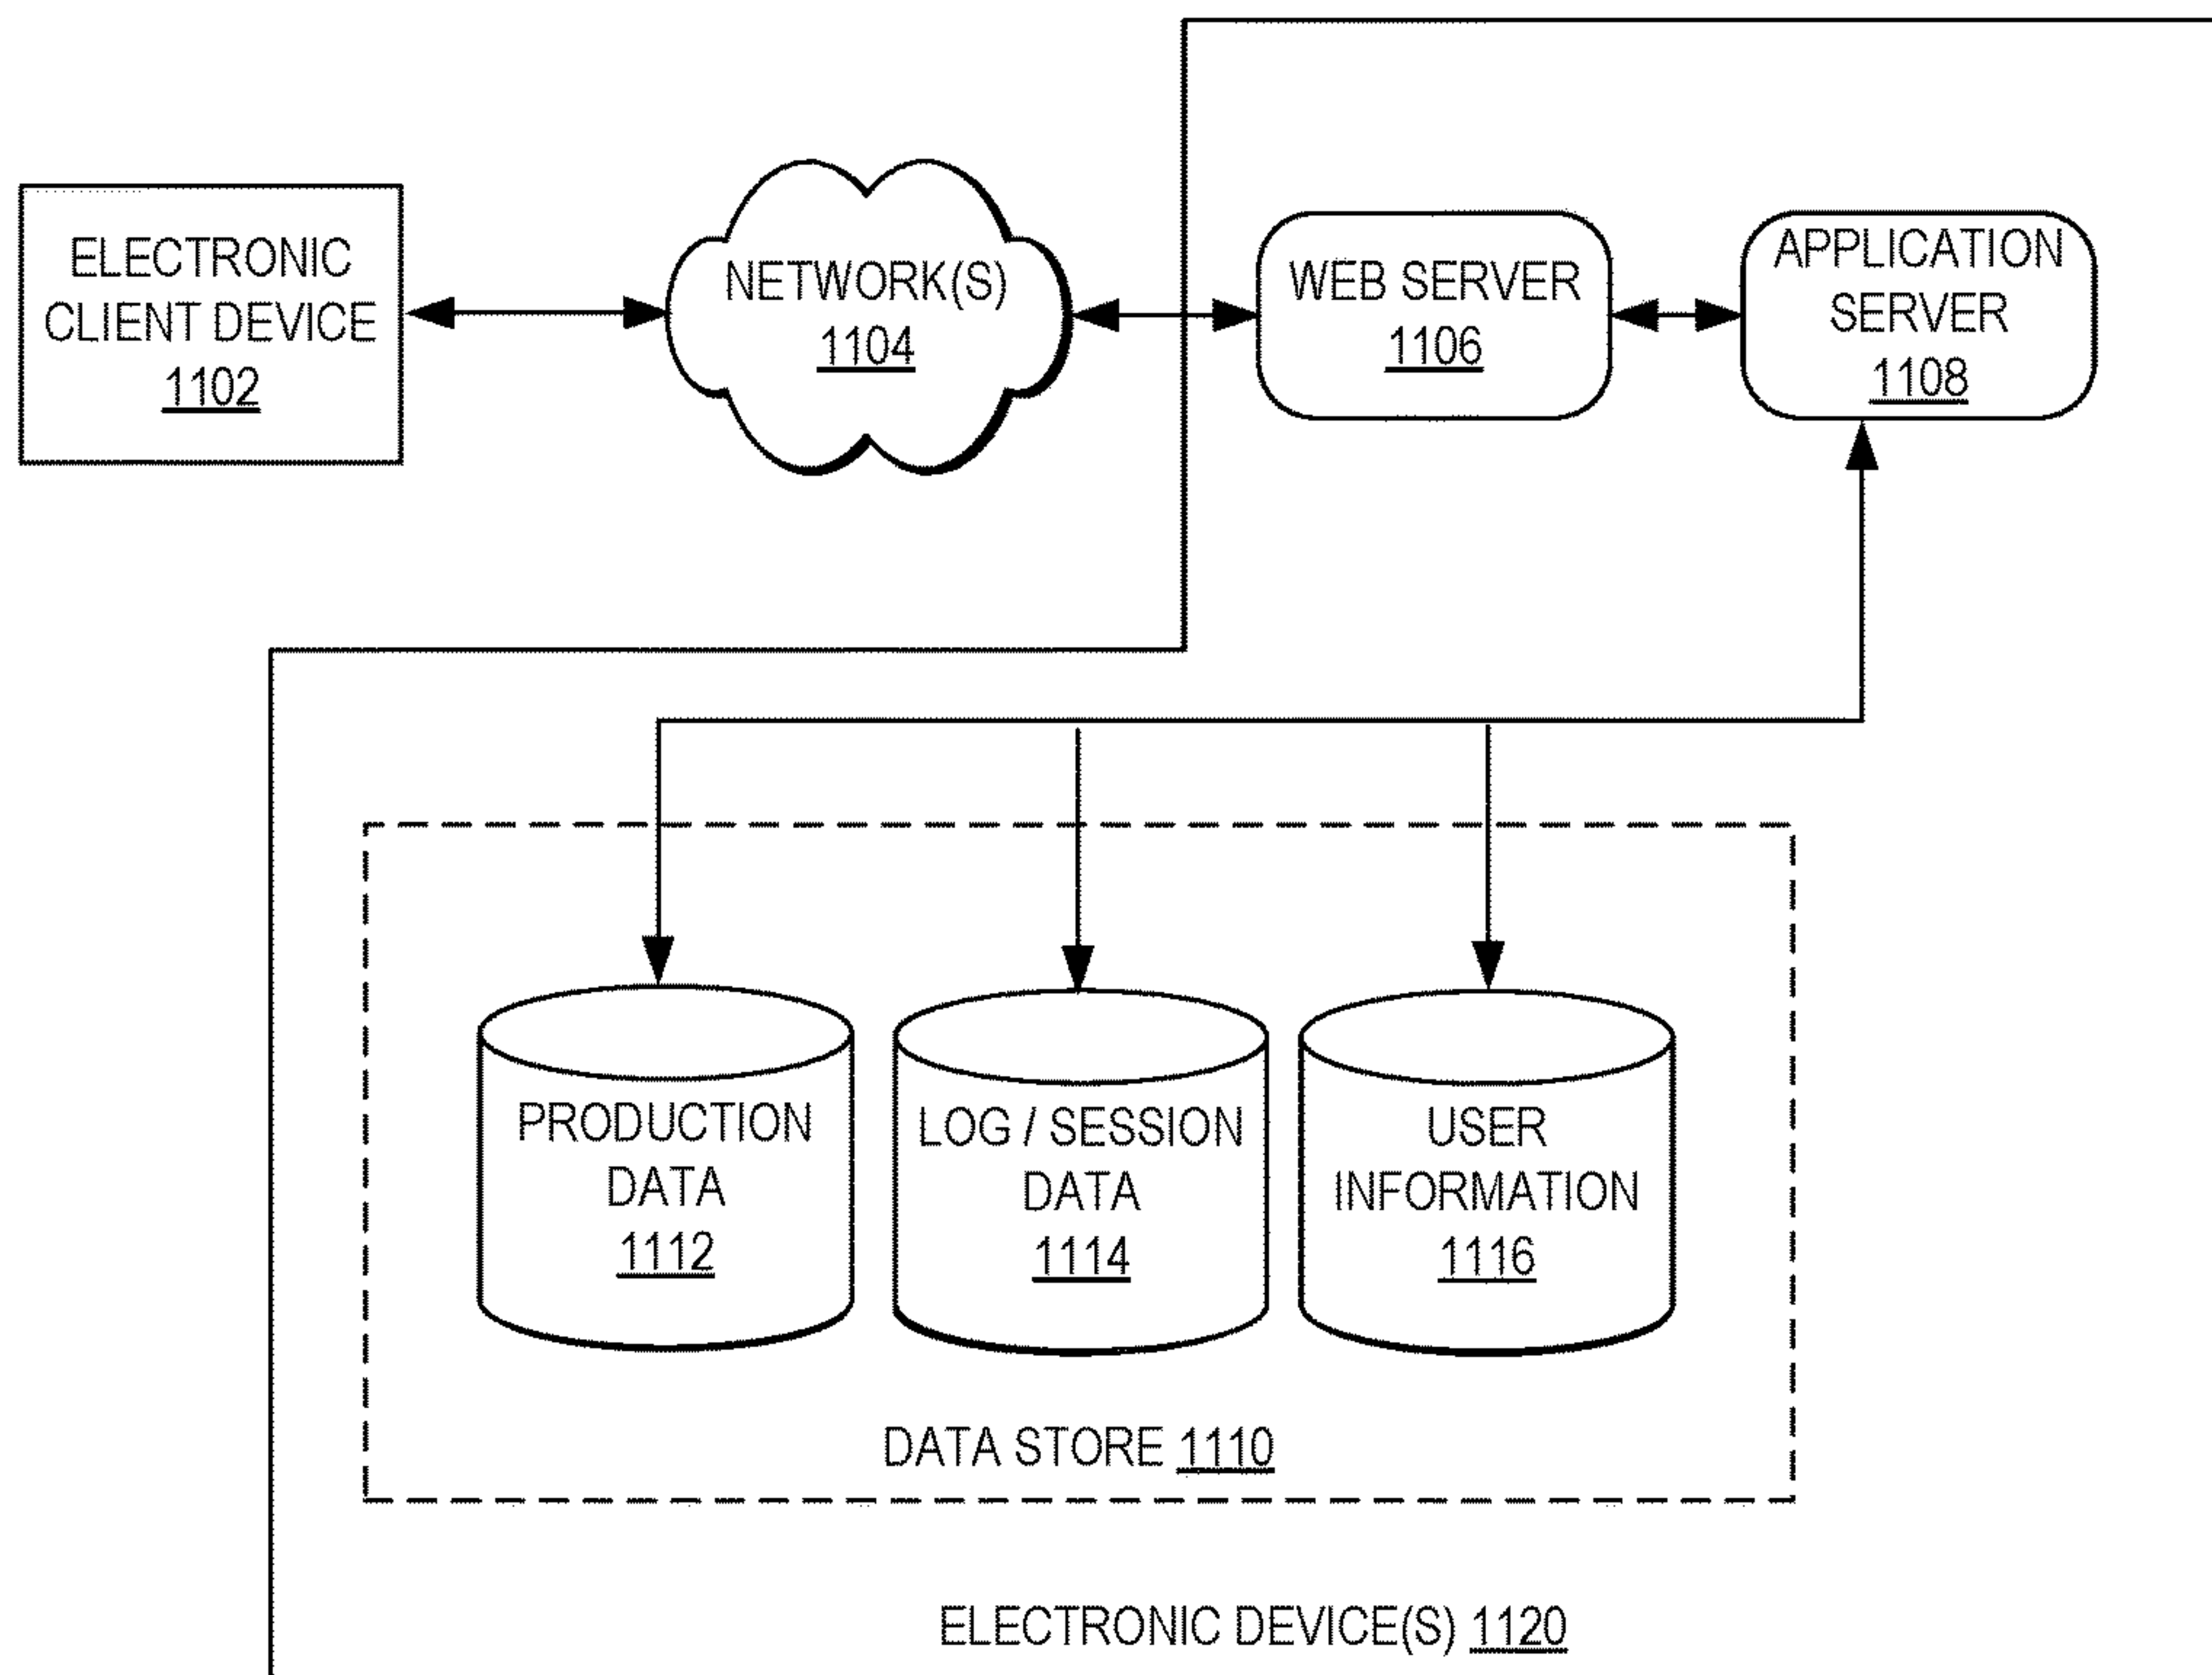 ELECTRONIC
CLIENT DEVICE
1102
NETWORK(S)
1104
WEB SERVER
1106
APPLICATION
SERVER
1108
PRODUCTION
DATA
1112
LOG / SESSION
DATA
1114
USER
INFORMATION
1116
DATA STORE 1110
ELECTRONIC DEVICE(S) 1120